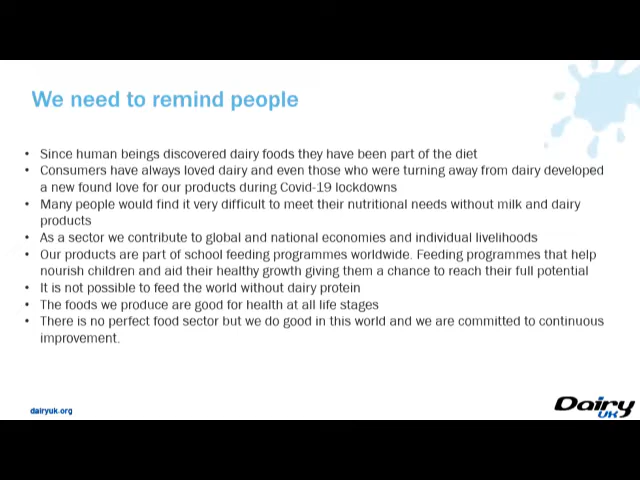 We need to remind people
• Since human beings discovered dairy foods they have been part of the diet
• Consumers have always loved dairy and even those who were turning away from dairy developed
a new found love for our products during Covid-19 lockdowns
• Many people would find it very difficult to meet their nutritional needs without milk and dairy
products
• As a sector we contribute to global and national economies and individual livelihoods
• Our products are part of school feeding programmes worldwide. Feeding programmes that help
nourish children and aid their healthy growth giving them a chance to reach their full potential
• It is not possible to feed the world without dairy protein
• The foods we produce are good for health at all life stages
• There is no perfect food sector but we do good in this world and we are committed to continuous
improvement.
dairyuk.org
Dairy
UK